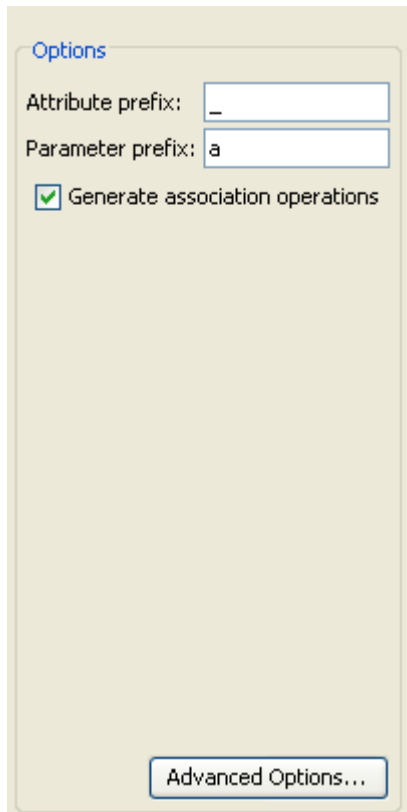 Options
Attribute prefix: _
Parameter prefix: a
Generate association operations
Advanced Options...